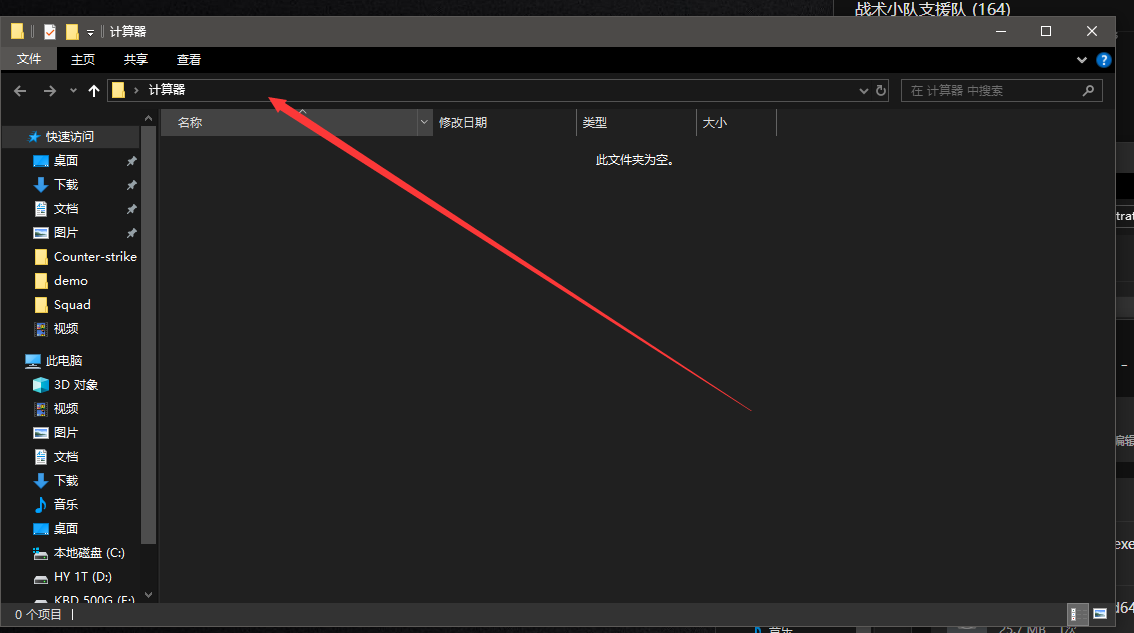 战术小队支援队 (164)
计算器
文件 主页 共享 查看
计算器
在 计算器 中搜索
名称 修改日期 类型 大小
此文件夹为空。
快速访问
桌面
下载
文档
图片
Counter-strike
demo
Squad
视频
此电脑
3D 对象
视频
图片
文档
下载
音乐
桌面
本地磁盘 (C:)
HY 1T (D:)
KBD 500G (E:)
0 个项目
trat
编辑
exe
d64
音乐
25.7 MB 1次